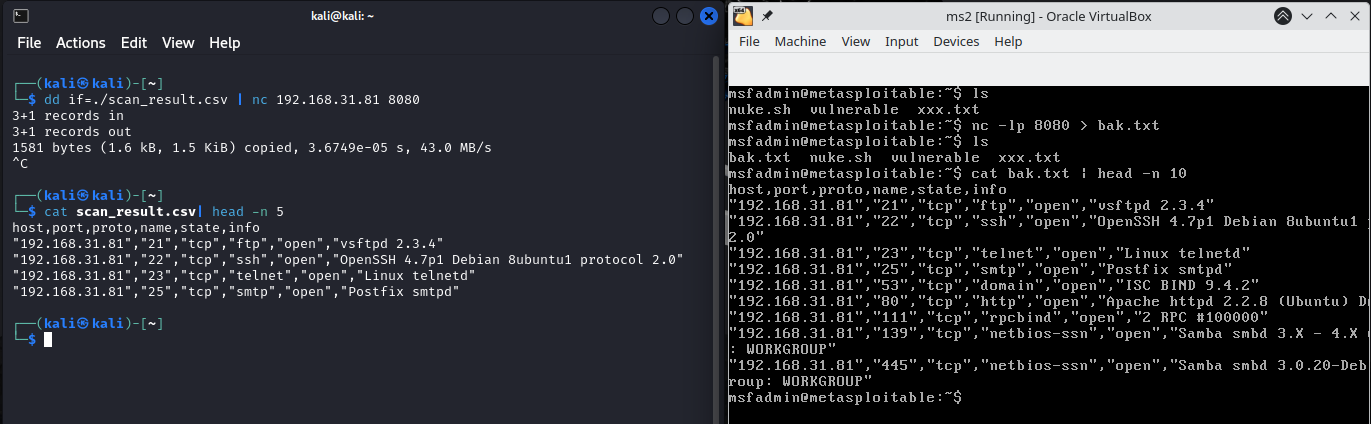 kali@kali: ~
File Actions Edit View Help
┌──(kali㉿kali)-[~]
└─$ dd if=./scan_result.csv | nc 192.168.31.81 8080
3+1 records in
3+1 records out
1581 bytes (1.6 kB, 1.5 KiB) copied, 3.6749e-05 s, 43.0 MB/s
^C
┌──(kali㉿kali)-[~]
└─$ cat scan_result.csv| head -n 5
host,port,proto,name,state,info
"192.168.31.81","21","tcp","ftp","open","vsftpd 2.3.4"
"192.168.31.81","22","tcp","ssh","open","OpenSSH 4.7p1 Debian 8ubuntu1 protocol 2.0"
"192.168.31.81","23","tcp","telnet","open","Linux telnetd"
"192.168.31.81","25","tcp","smtp","open","Postfix smtpd"
┌──(kali㉿kali)-[~]
└─$
ms2 [Running] - Oracle VirtualBox
File Machine View Input Devices Help
msfadmin@metasploitable:~$ ls
nuke.sh vulnerable xxx.txt
msfadmin@metasploitable:~$ nc -lp 8080 > bak.txt
msfadmin@metasploitable:~$ ls
bak.txt nuke.sh vulnerable xxx.txt
msfadmin@metasploitable:~$ cat bak.txt | head -n 10
host,port,proto,name,state,info
"192.168.31.81","21","tcp","ftp","open","vsftpd 2.3.4"
"192.168.31.81","22","tcp","ssh","open","OpenSSH 4.7p1 Debian 8ubuntu1
2.0"
"192.168.31.81","23","tcp","telnet","open","Linux telnetd"
"192.168.31.81","25","tcp","smtp","open","Postfix smtpd"
"192.168.31.81","53","tcp","domain","open","ISC BIND 9.4.2"
"192.168.31.81","80","tcp","http","open","Apache httpd 2.2.8 (Ubuntu)
"192.168.31.81","111","tcp","rpcbind","open","2 RPC #100000"
"192.168.31.81","139","tcp","netbios-ssn","open","Samba smbd 3.X - 4.X
: WORKGROUP"
"192.168.31.81","445","tcp","netbios-ssn","open","Samba smbd 3.0.20-Deb
roup: WORKGROUP"
msfadmin@metasploitable:~$